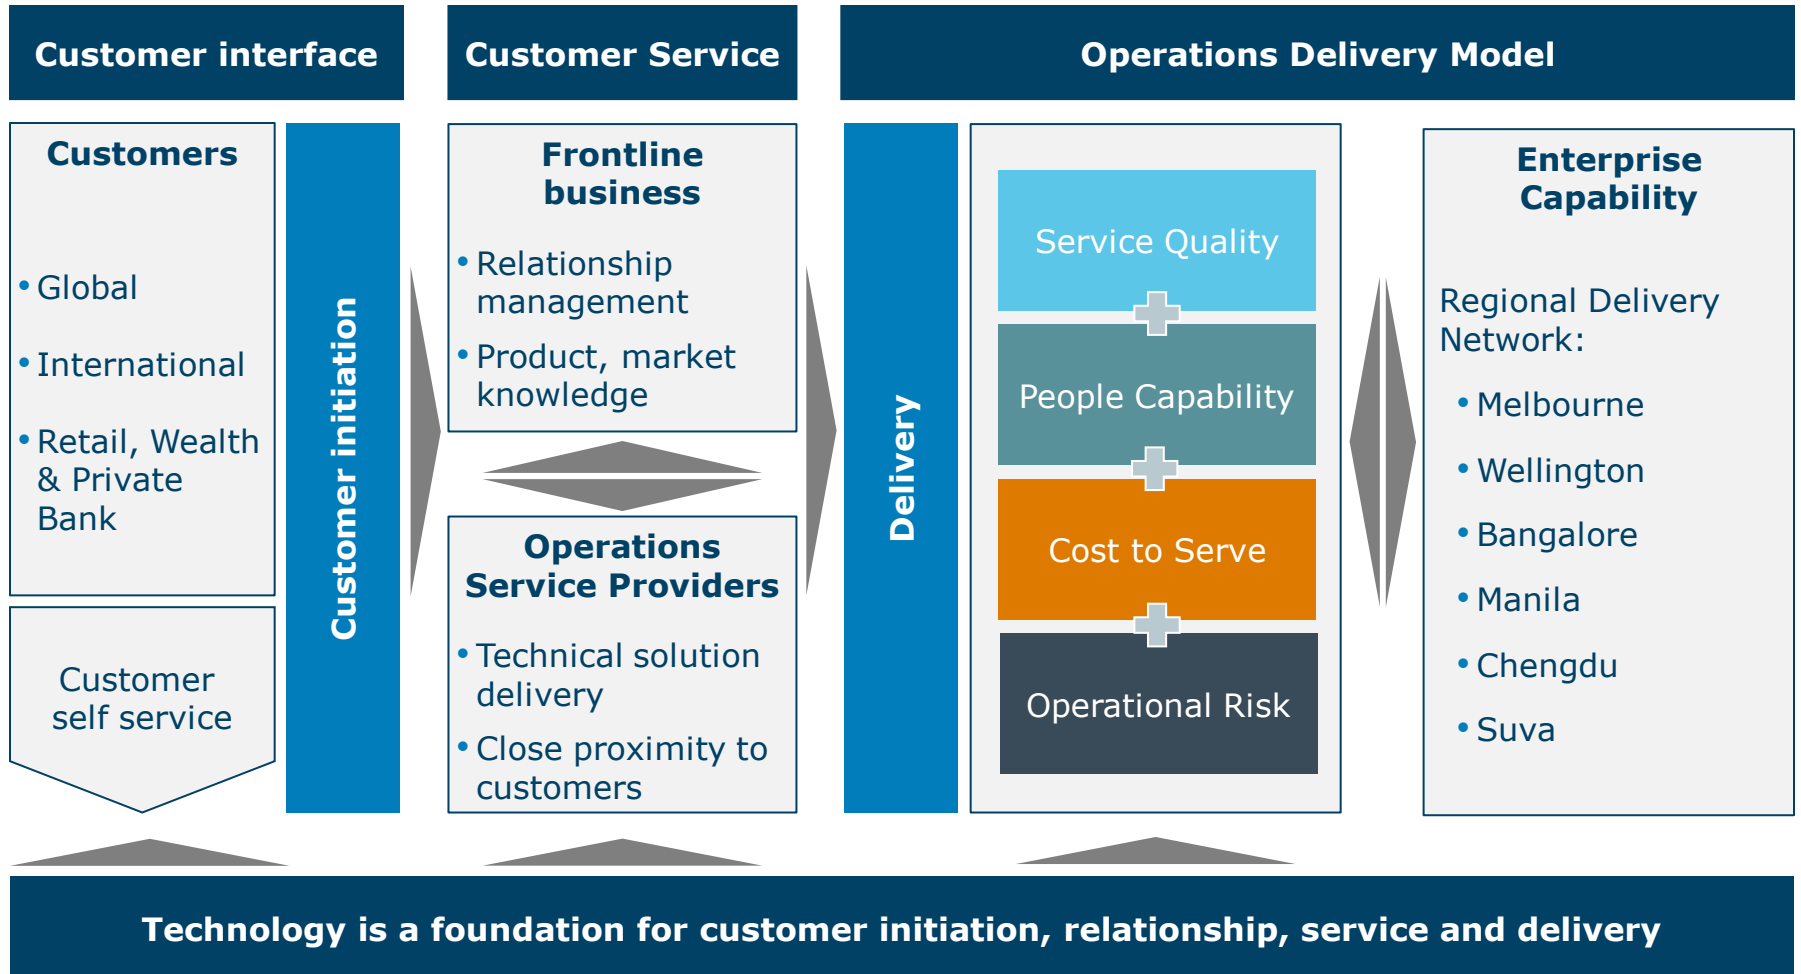 Customer interface
Customer Service
Operations Delivery Model
Customers
• Global
• International
• Retail, Wealth
& Private
Bank
Customer
self service
Customer initiation
Frontline
business
• Relationship
management
• Product, market
knowledge
Operations
Service Providers
• Technical solution
delivery
• Close proximity to
customers
Delivery
Service Quality
People Capability
Cost to Serve
Operational Risk
Enterprise
Capability
Regional Delivery
Network:
• Melbourne
• Wellington
• Bangalore
• Manila
• Chengdu
• Suva
Technology is a foundation for customer initiation, relationship, service and delivery